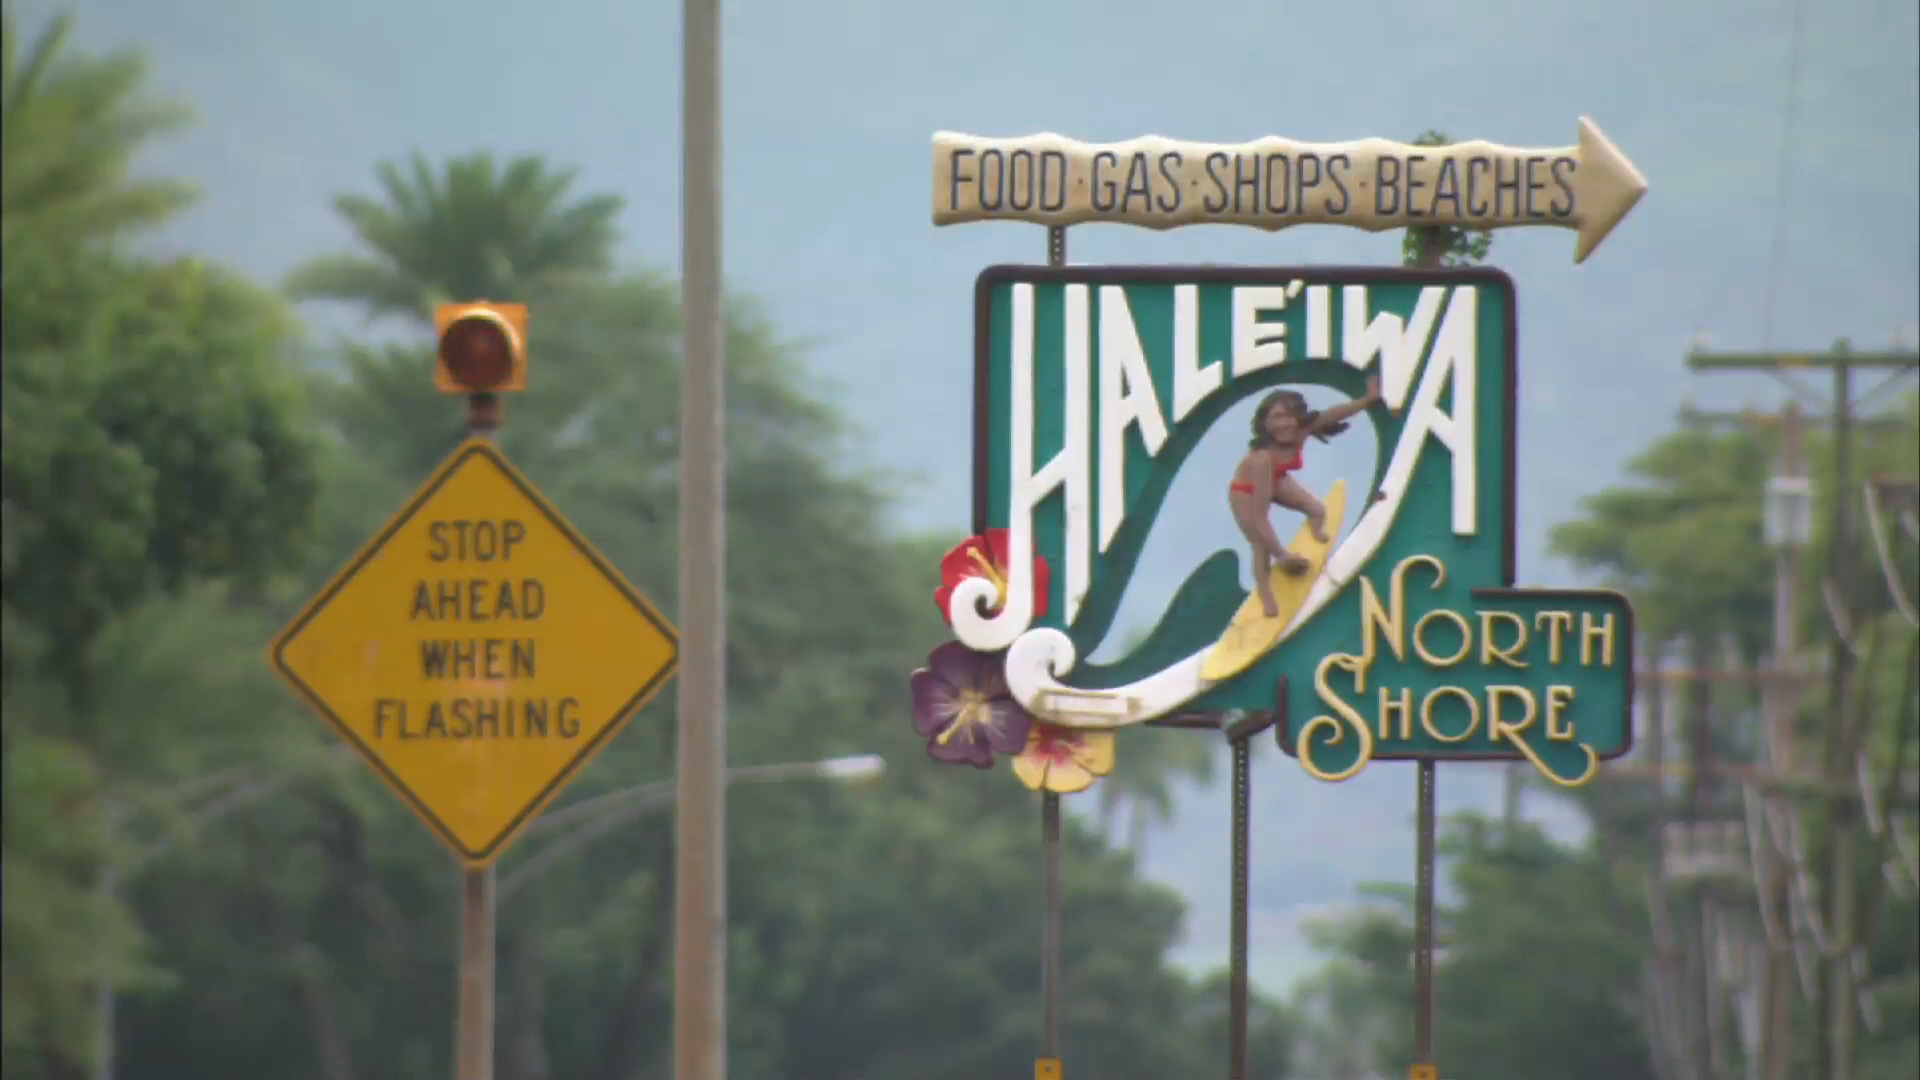 FOOD·GAS·SHOPS·BEACHES
HALE'IWA
NORTH
SHORE
STOP
AHEAD
WHEN
FLASHING